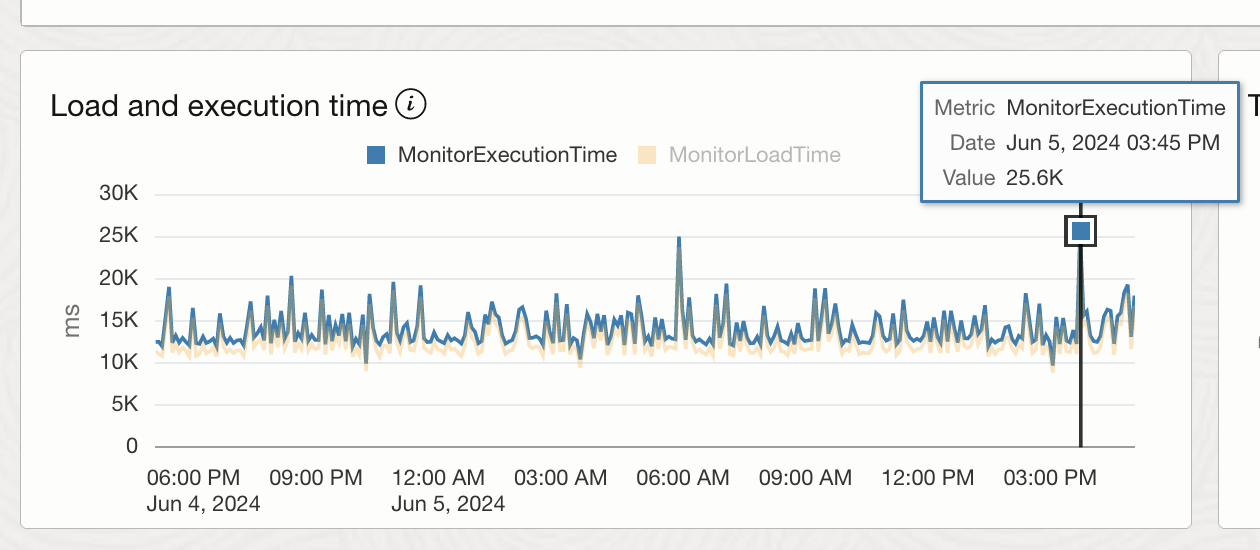 Load and execution time i
Metric MonitorExecutionTime
Date Jun 5, 2024 03:45 PM
Value 25.6K
T
MonitorExecutionTime MonitorLoadTime
30K
25K
20K
15K
10K
5K
0
ms
06:00 PM 09:00 PM 12:00 AM 03:00 AM 06:00 AM 09:00 AM 12:00 PM 03:00 PM
Jun 4, 2024 Jun 5, 2024